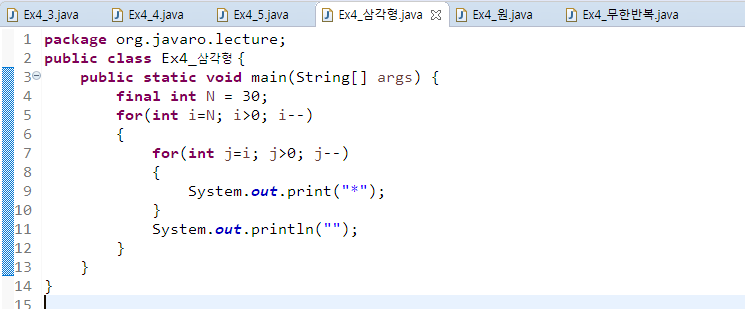 Ex4_3.java Ex4_4.java Ex4_5.java Ex4_삼각형.java Ex4_원.java Ex4_무한반복.java
1 package org.javaro.lecture;
2 public class Ex4_삼각형 {
3 public static void main(String[] args) {
4 final int N = 30;
5 for(int i=N; i>0; i--)
6 {
7 for(int j=i; j>0; j--)
8 {
9 System.out.print("*");
10 }
11 System.out.println("");
12 }
13 }
14 }
15